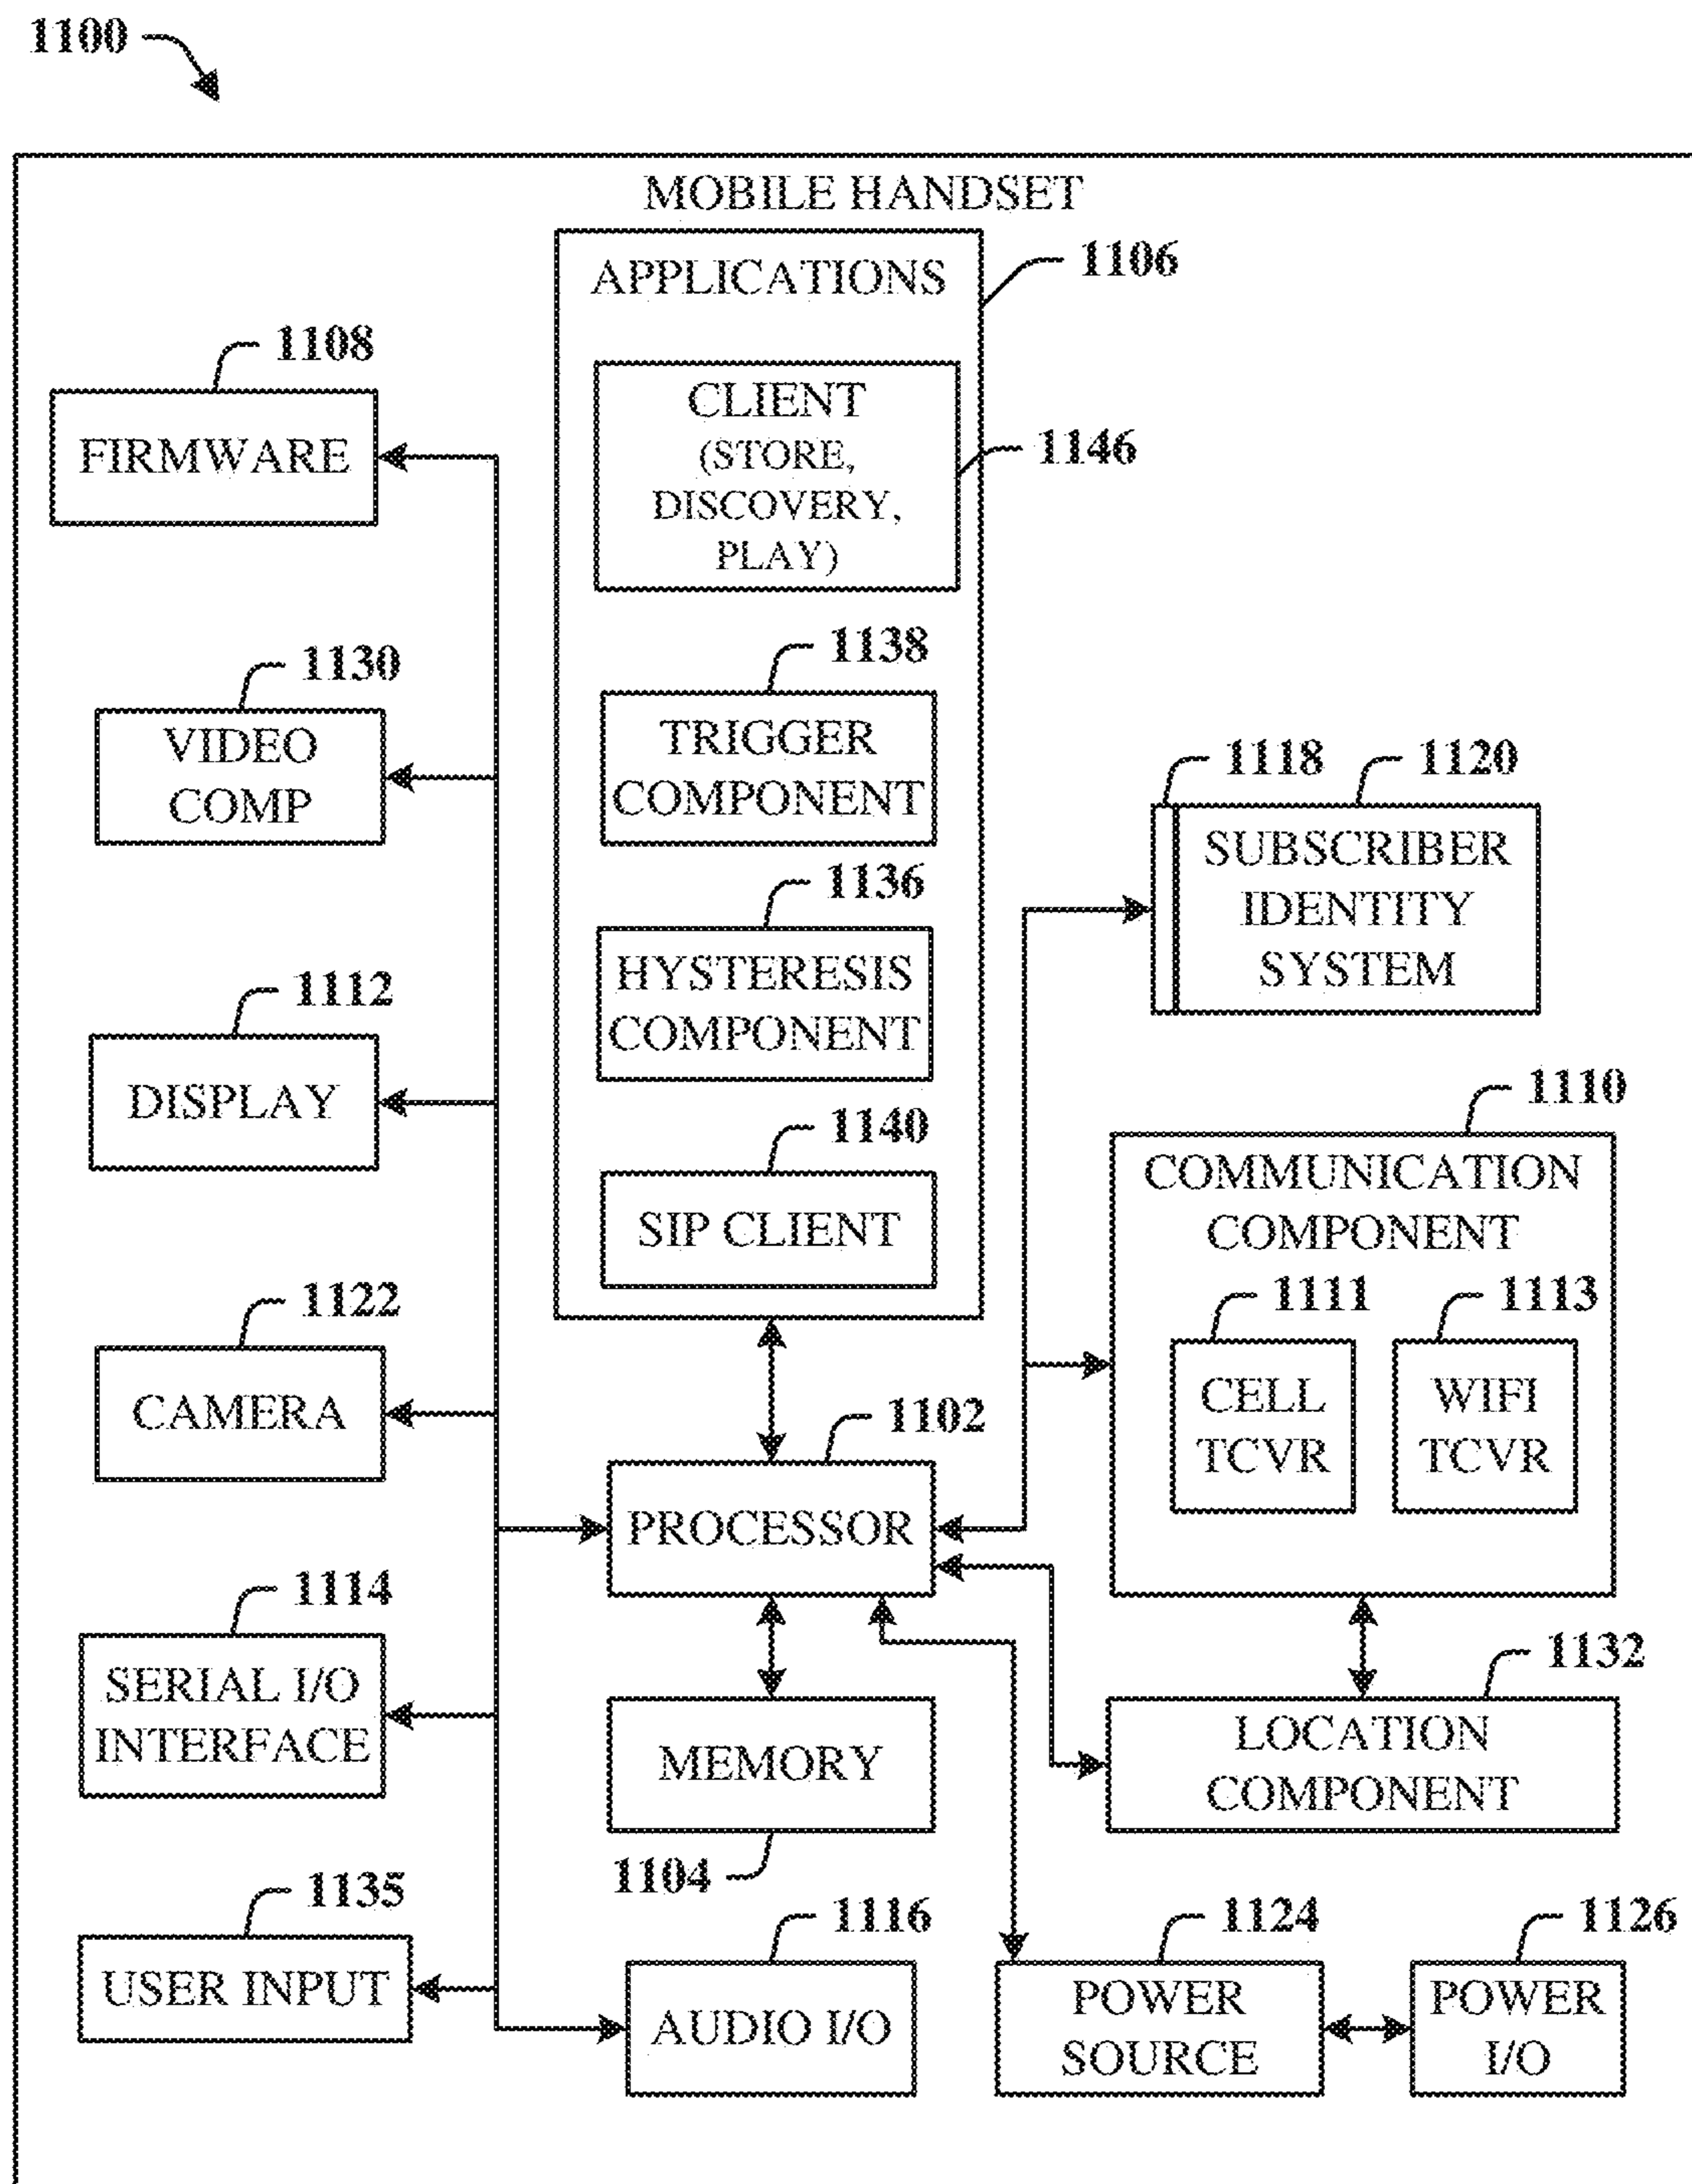 1100
MOBILE HANDSET
APPLICATIONS
1106
1108
FIRMWARE
CLIENT
(STORE,
DISCOVERY,
PLAY)
1146
1130
VIDEO
COMP
1138
TRIGGER
COMPONENT
1118
1120
SUBSCRIBER
IDENTITY
SYSTEM
1136
HYSTERESIS
COMPONENT
1112
DISPLAY
1140
SIP CLIENT
1110
COMMUNICATION
COMPONENT
1111
CELL
TCVR
1113
WIFI
TCVR
1122
CAMERA
1102
PROCESSOR
1114
SERIAL I/O
INTERFACE
MEMORY
1104
1132
LOCATION
COMPONENT
1135
USER INPUT
1116
AUDIO I/O
1124
POWER
SOURCE
1126
POWER
I/O